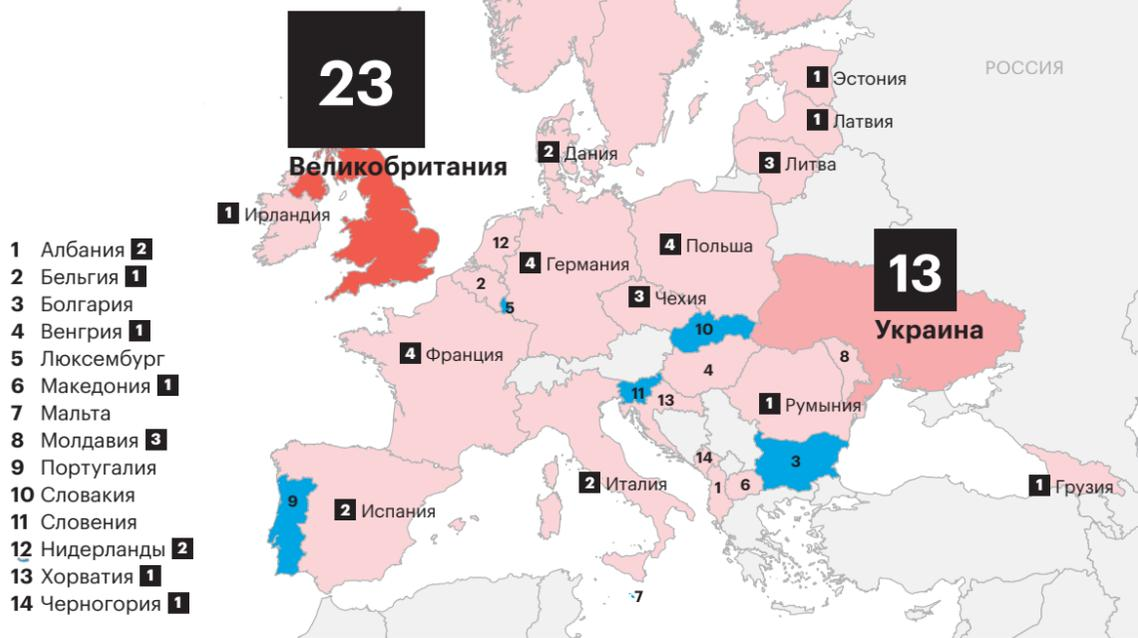 23
Великобритания
РОССИЯ
1 Эстония
1 Латвия
3 Литва
2 Дания
1 Ирландия
12
4 Германия
4 Польша
13
Украина
2
5
3 Чехия
10
4 Франция
4
8
11
13
1 Румыния
14
3
1
6
9
2 Испания
2 Италия
1 Грузия
7
1 Албания 2
2 Бельгия 1
3 Болгария
4 Венгрия 1
5 Люксембург
6 Македония 1
7 Мальта
8 Молдавия 3
9 Португалия
10 Словакия
11 Словения
12 Нидерланды 2
13 Хорватия 1
14 Черногория 1